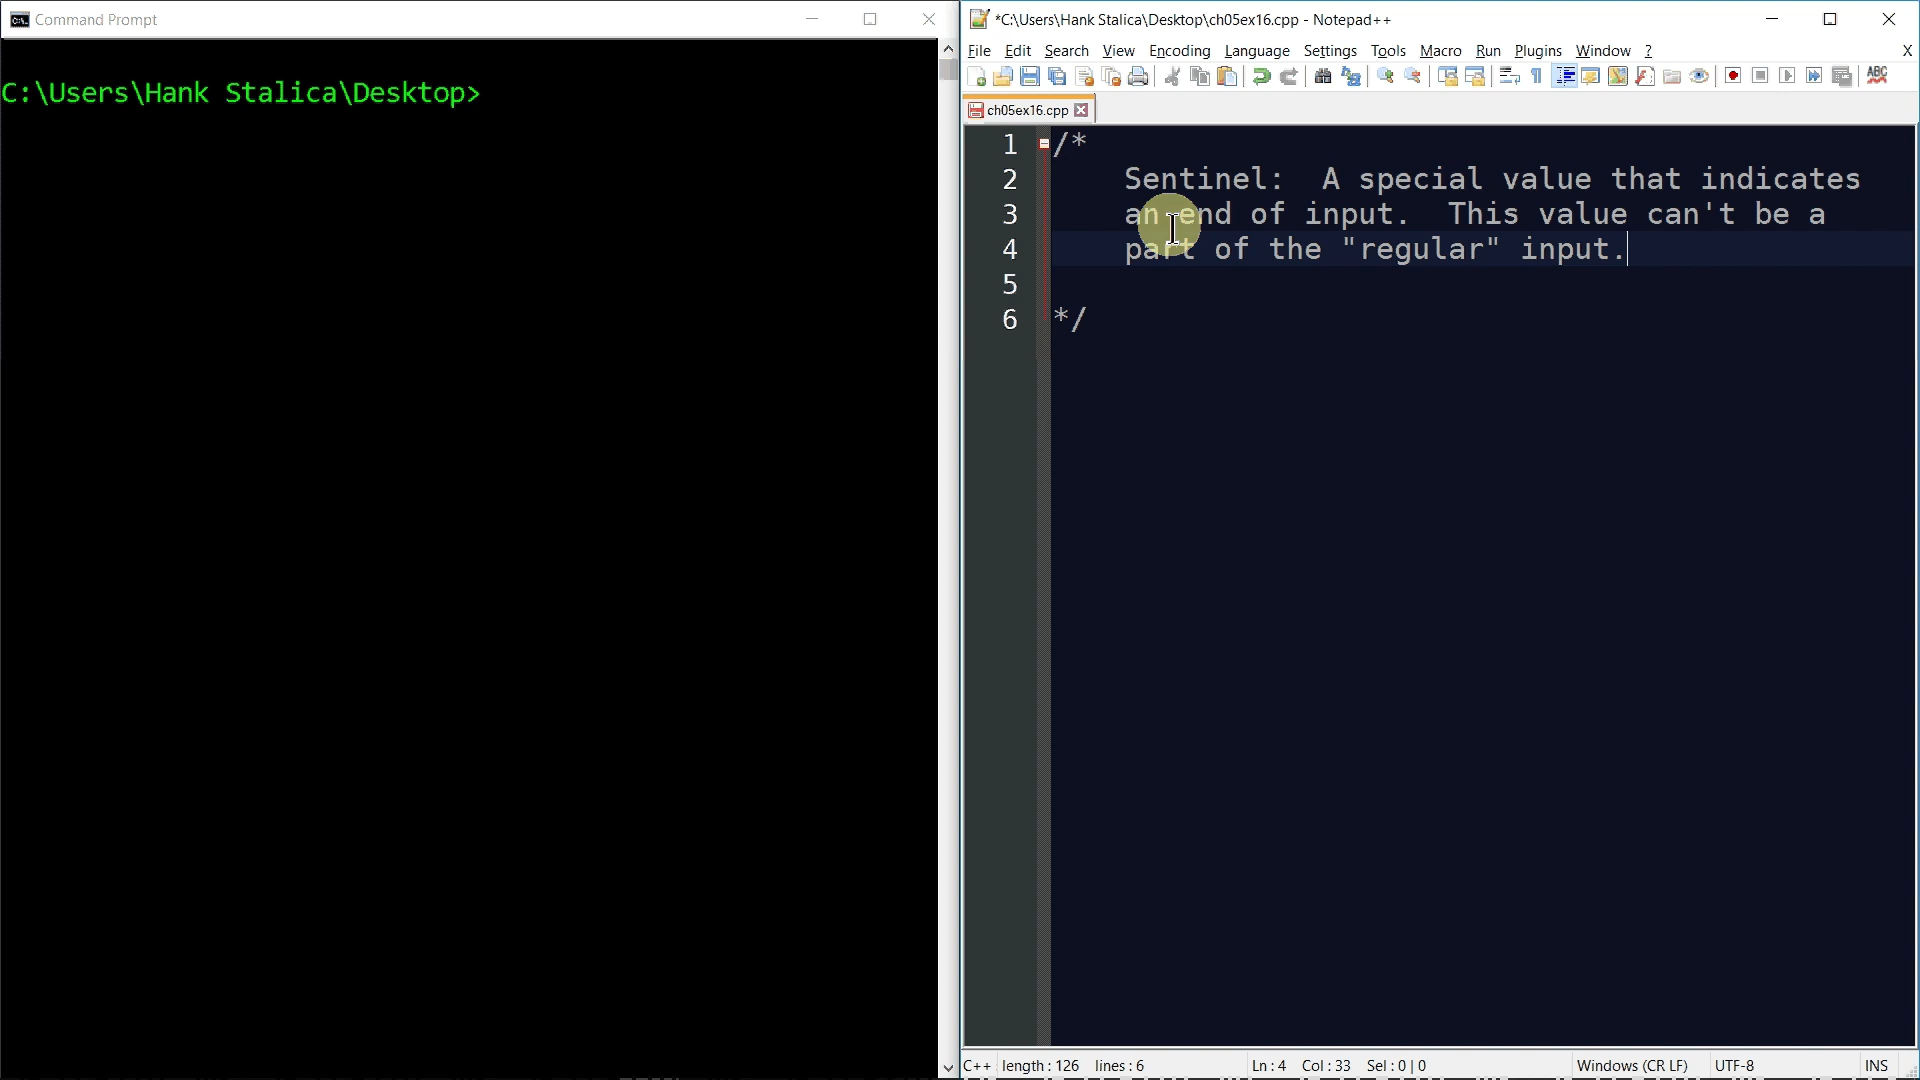 Command Prompt
C:\Users\Hank Stalica\Desktop>
*C:\Users\Hank Stalica\Desktop\ch05ex16.cpp - Notepad++
File Edit Search View Encoding Language Settings Tools Macro Run Plugins Window ? X
ABC
ch05ex16.cpp
1 /*
2 Sentinel:  A special value that indicates
3 an end of input.  This value can't be a
4 part of the "regular" input.
5
6 */
C++ length : 126 lines : 6 Ln : 4 Col : 33 Sel : 0 | 0 Windows (CR LF) UTF-8 INS